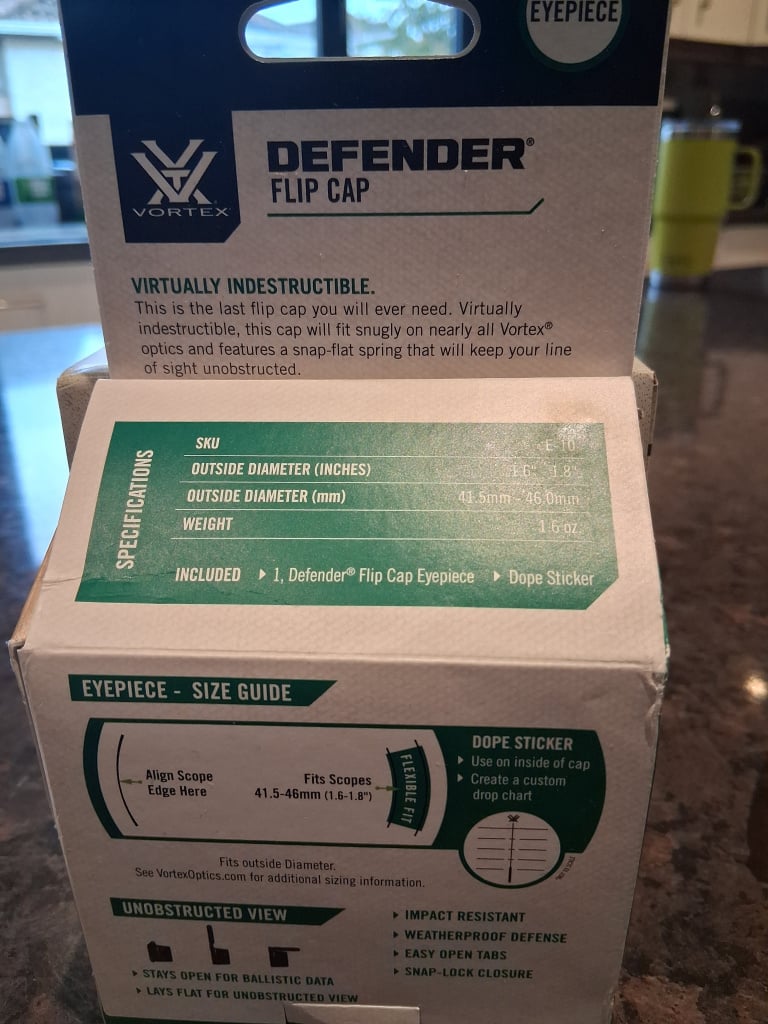 EYEPIECE
VORTEX
DEFENDER®
FLIP CAP
VIRTUALLY INDESTRUCTIBLE.
This is the last flip cap you will ever need. Virtually
indestructible, this cap will fit snugly on nearly all Vortex®
optics and features a snap-flat spring that will keep your line
of sight unobstructed.
SPECIFICATIONS
SKU E-10
OUTSIDE DIAMETER (INCHES) 1.6" - 1.8"
OUTSIDE DIAMETER (mm) 41.5mm - 46.0mm
WEIGHT 1.6 oz.
INCLUDED ▸ 1, Defender® Flip Cap Eyepiece ▸ Dope Sticker
EYEPIECE - SIZE GUIDE
Align Scope
Edge Here
Fits Scopes
41.5-46mm (1.6-1.8")
FLEXIBLE FIT
DOPE STICKER
▸ Use on inside of cap
▸ Create a custom
drop chart
Fits outside Diameter.
See VortexOptics.com for additional sizing information.
UNOBSTRUCTED VIEW
▸ STAYS OPEN FOR BALLISTIC DATA
▸ LAYS FLAT FOR UNOBSTRUCTED VIEW
▸ IMPACT RESISTANT
▸ WEATHERPROOF DEFENSE
▸ EASY OPEN TABS
▸ SNAP-LOCK CLOSURE